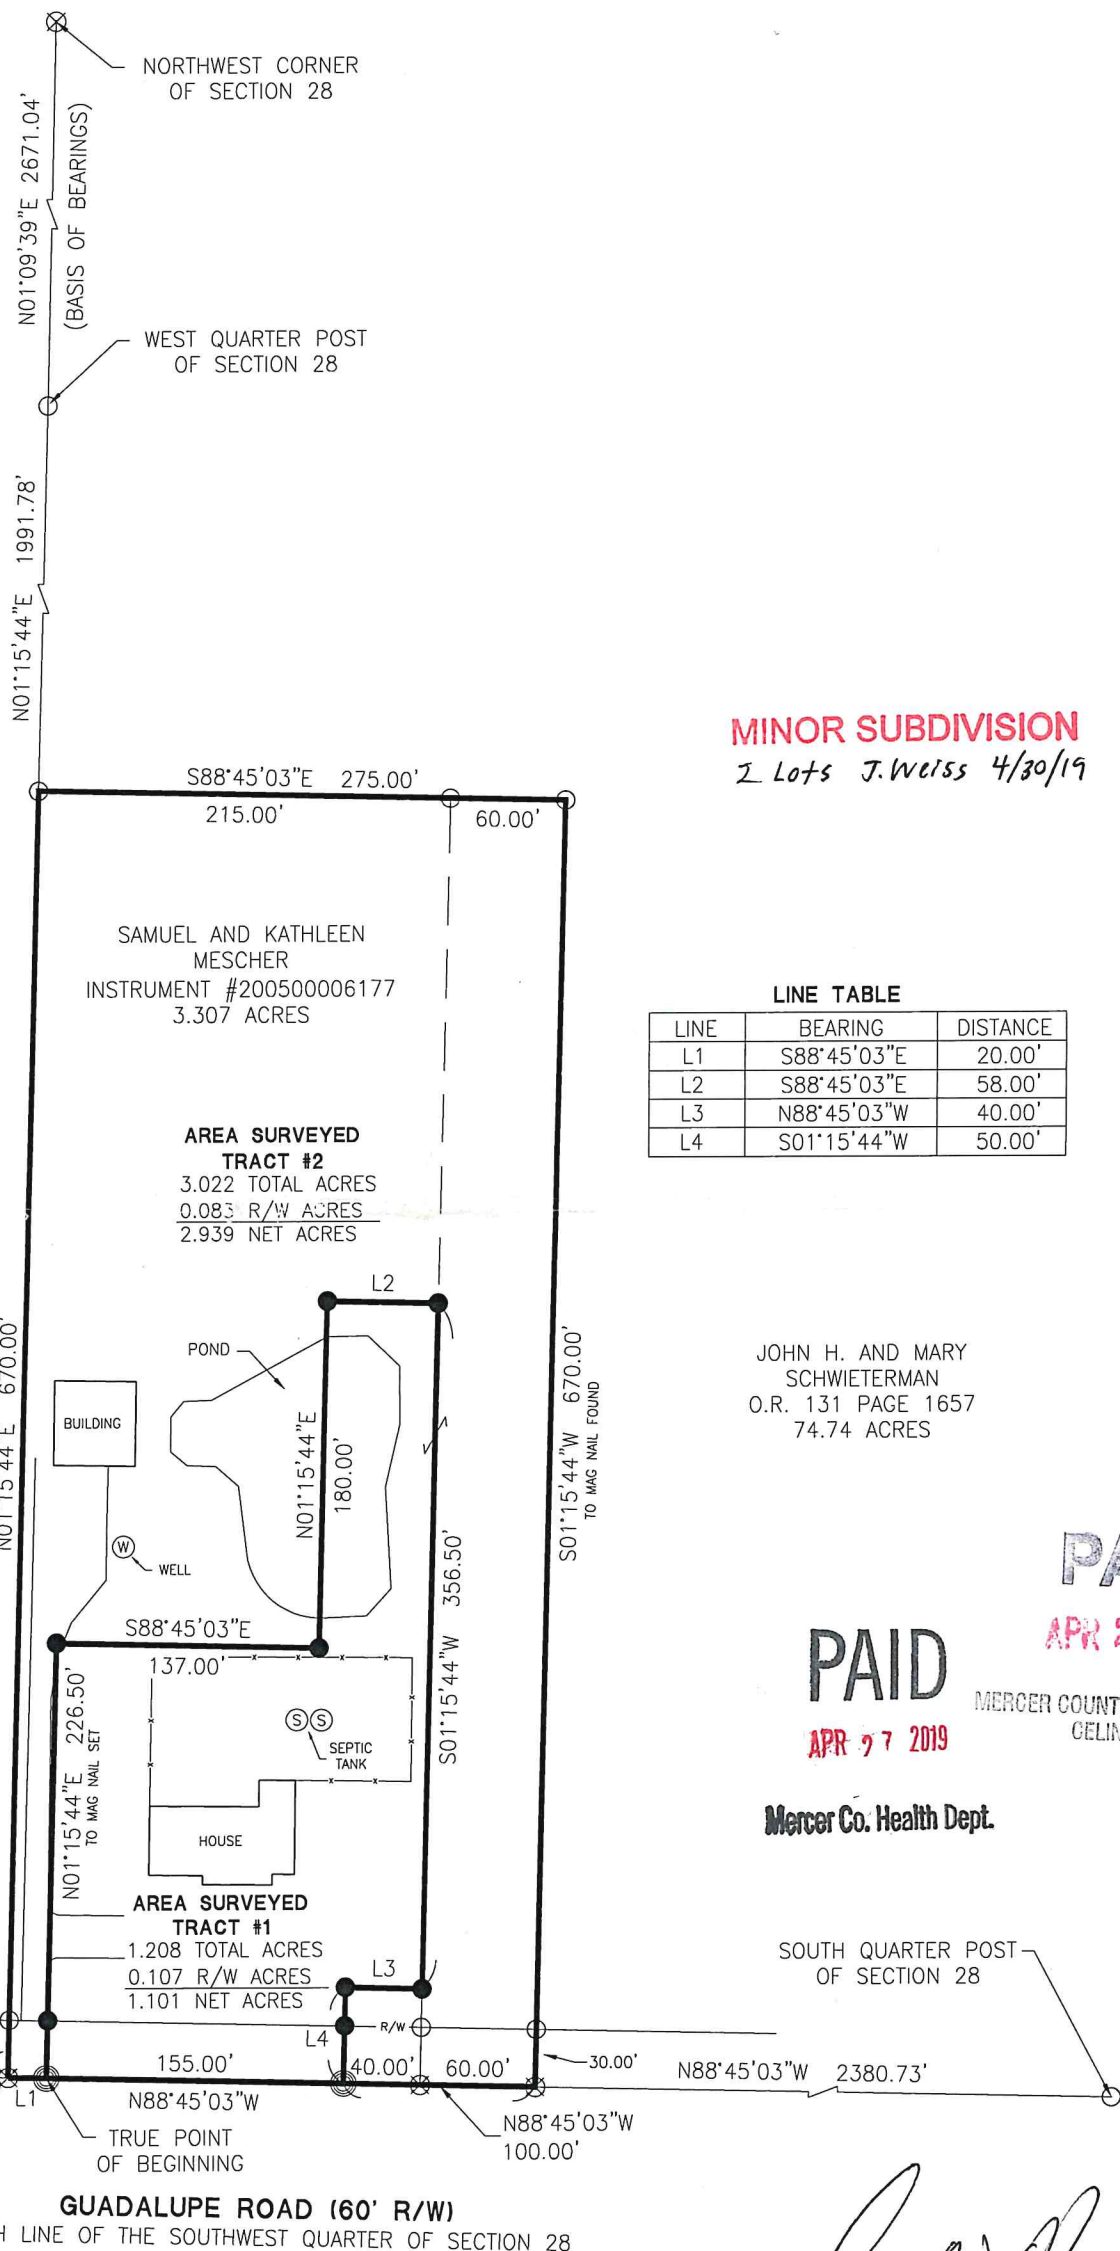 NORTHWEST CORNER
OF SECTION 28
N01°09'39"E 2671.04'
(BASIS OF BEARINGS)
WEST QUARTER POST
OF SECTION 28
N01°15'44"E 1991.78'
MINOR SUBDIVISION
2 Lots J. Weiss 4/30/19
S88°45'03"E 275.00'
215.00'
60.00'
SAMUEL AND KATHLEEN
MESCHER
INSTRUMENT #200500006177
3.307 ACRES
LINE TABLE
LINE BEARING DISTANCE
L1 S88°45'03"E 20.00'
L2 S88°45'03"E 58.00'
L3 N88°45'03"W 40.00'
L4 S01°15'44"W 50.00'
AREA SURVEYED
TRACT #2
3.022 TOTAL ACRES
0.083 R/W ACRES
2.939 NET ACRES
L2
N01°15'44"E 670.00'
POND
BUILDING
N01°15'44"E
180.00'
S01°15'44"W 670.00'
TO MAG NAIL FOUND
JOHN H. AND MARY
SCHWIETERMAN
O.R. 131 PAGE 1657
74.74 ACRES
W
WELL
S01°15'44"W 356.50'
S88°45'03"E
137.00'
N01°15'44"E 226.50'
TO MAG NAIL SET
S S
SEPTIC
TANK
HOUSE
PA
APR 2
MERCER COUNT
CELIN
PAID
APR 27 2019
Mercer Co. Health Dept.
AREA SURVEYED
TRACT #1
1.208 TOTAL ACRES
0.107 R/W ACRES
1.101 NET ACRES
L3
L4
R/W
SOUTH QUARTER POST
OF SECTION 28
155.00'
40.00'
60.00'
30.00'
N88°45'03"W 2380.73'
L1
N88°45'03"W
N88°45'03"W
100.00'
TRUE POINT
OF BEGINNING
GUADALUPE ROAD (60' R/W)
H LINE OF THE SOUTHWEST QUARTER OF SECTION 28